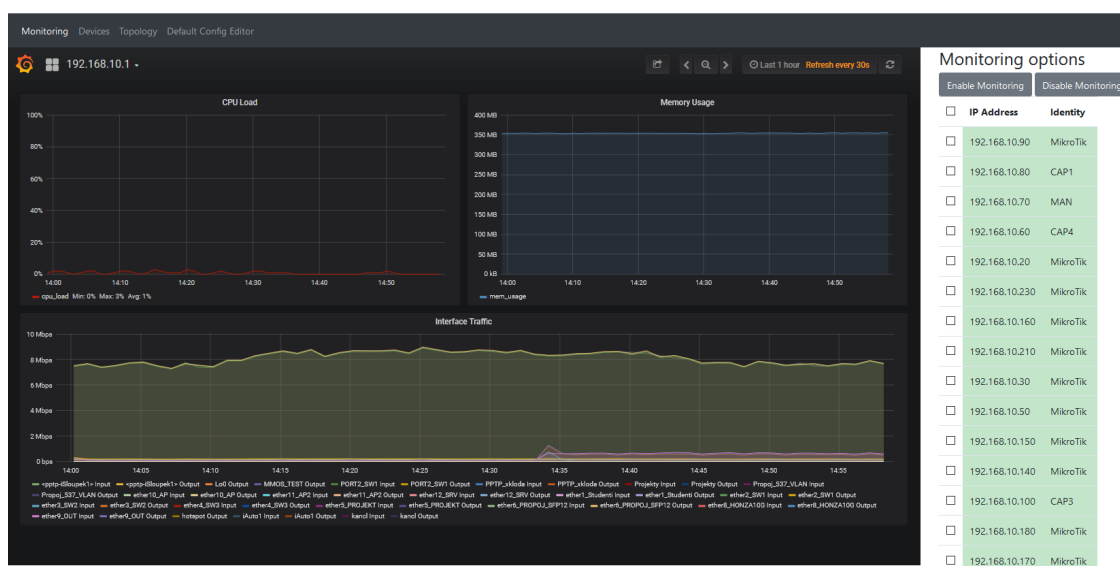 Monitoring Devices Topology Default Config Editor
192.168.10.1
Last 1 hour Refresh every 30s
CPU Load
100%
80%
60%
40%
20%
0%
14:00 14:10 14:20 14:30 14:40 14:50
cpu_load Min: 0% Max: 3% Avg: 1%
Memory Usage
400 MB
350 MB
300 MB
250 MB
200 MB
150 MB
100 MB
50 MB
0 kB
14:00 14:10 14:20 14:30 14:40 14:50
mem_usage
Interface Traffic
10 Mbps
8 Mbps
6 Mbps
4 Mbps
2 Mbps
0 bps
14:00 14:05 14:10 14:15 14:20 14:25 14:30 14:35 14:40 14:45 14:50 14:55
<pptp-iSloupek1> Input <pptp-iSloupek1> Output Lo0 Output MMOS_TEST Output PORT2_SW1 Input PORT2_SW1 Output PPTP_xkloda Input PPTP_xkloda Output Projekty Input Projekty Output Propoj_S37_VLAN Input
Propoj_S37_VLAN Output ether10_AP Input ether10_AP Output ether11_AP2 Input ether11_AP2 Output ether12_SRV Input ether12_SRV Output ether1_Studenti Input ether1_Studenti Output ether2_SW1 Input ether2_SW1 Output
ether3_SW2 Input ether3_SW2 Output ether4_SW3 Input ether4_SW3 Output ether5_PROJEKT Input ether5_PROJEKT Output ether6_PROPOJ_SFP12 Input ether6_PROPOJ_SFP12 Output ether8_HONZA10G Input ether8_HONZA10G Output
ether9_OUT Input ether9_OUT Output hotspot Output iAuto1 Input iAuto1 Output kancl Input kancl Output
Monitoring options
Enable Monitoring Disable Monitoring
IP Address Identity
192.168.10.90 MikroTik
192.168.10.80 CAP1
192.168.10.70 MAN
192.168.10.60 CAP4
192.168.10.20 MikroTik
192.168.10.230 MikroTik
192.168.10.160 MikroTik
192.168.10.210 MikroTik
192.168.10.30 MikroTik
192.168.10.50 MikroTik
192.168.10.150 MikroTik
192.168.10.140 MikroTik
192.168.10.100 CAP3
192.168.10.180 MikroTik
192.168.10.170 MikroTik